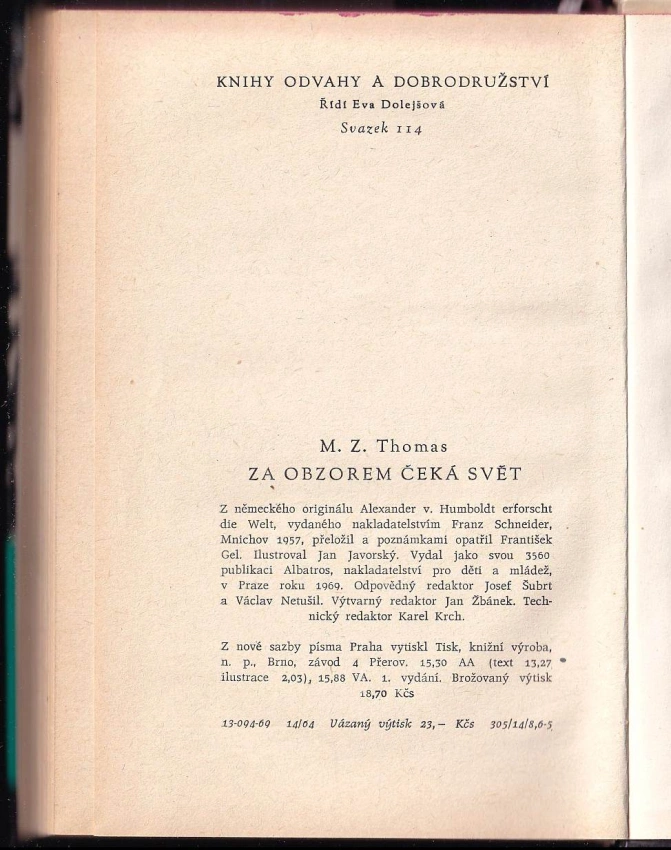 KNIHY ODVAHY A DOBRODRUŽSTVÍ
Řídí Eva Dolejšová
Svazek 114
M. Z. Thomas
ZA OBZOREM ČEKÁ SVĚT
Z německého originálu Alexander v. Humboldt erforscht
die Welt, vydaného nakladatelstvím Franz Schneider,
Mnichov 1957, přeložil a poznámkami opatřil František
Gel. Ilustroval Jan Javorský. Vydal jako svou 3560
publikaci Albatros, nakladatelství pro děti a mládež,
v Praze roku 1969. Odpovědný redaktor Josef Šubrt
a Václav Netušil. Výtvarný redaktor Jan Žbánek. Tech-
nický redaktor Karel Krch.
Z nové sazby písma Praha vytiskl Tisk, knižní výroba,
n. p., Brno, závod 4 Přerov. 15,30 AA (text 13,27
ilustrace 2,03), 15,88 VA. 1. vydání. Brožovaný výtisk
18,70 Kčs
13-094-69 14/64 Vázaný výtisk 23,– Kčs 305/14/8,6-5